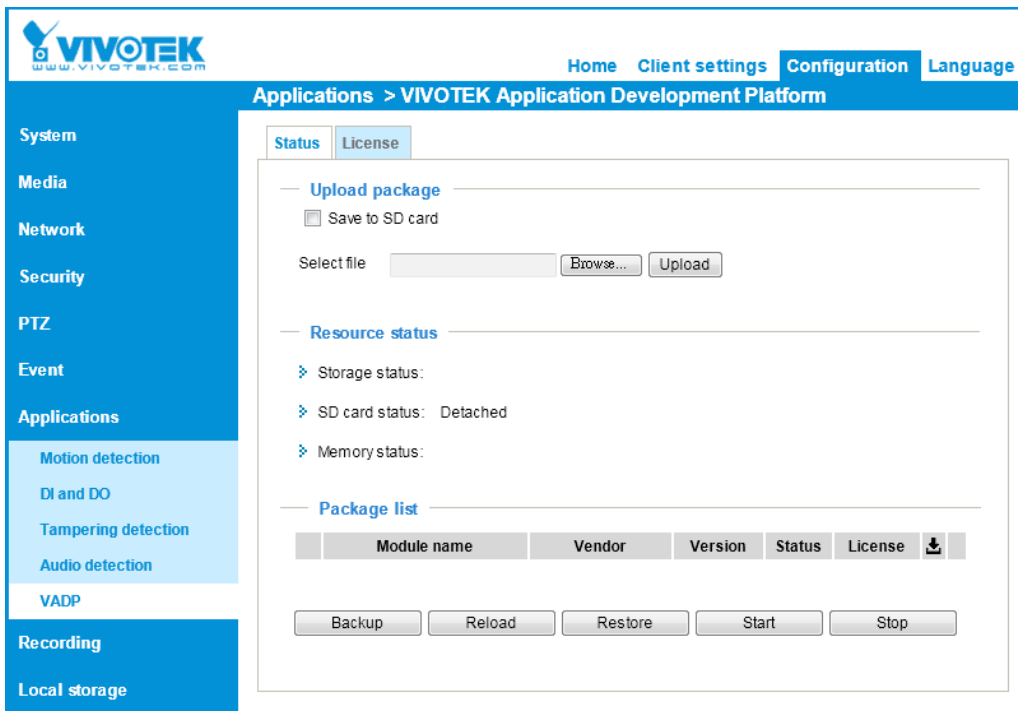 VIVOTEK
www.vivotek.com
Home Client settings Configuration Language
Applications > VIVOTEK Application Development Platform
System
Media
Network
Security
PTZ
Event
Applications
Motion detection
DI and DO
Tampering detection
Audio detection
VADP
Recording
Local storage
Status License
Upload package
Save to SD card
Select file Browse... Upload
Resource status
Storage status:
SD card status: Detached
Memory status:
Package list
Module name Vendor Version Status License
Backup Reload Restore Start Stop